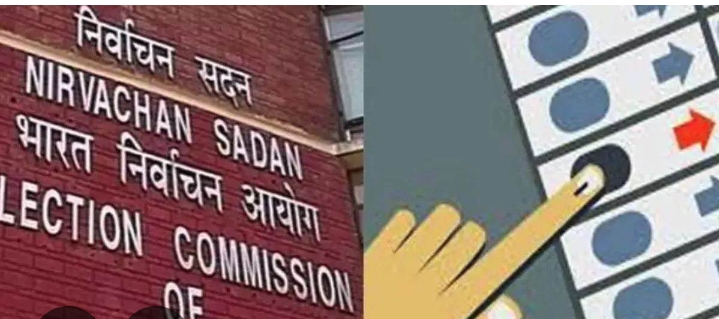 निर्वाचन सदन
NIRVACHAN SADAN
भारत निर्वाचन आयोग
LECTION COMMISSION
OF